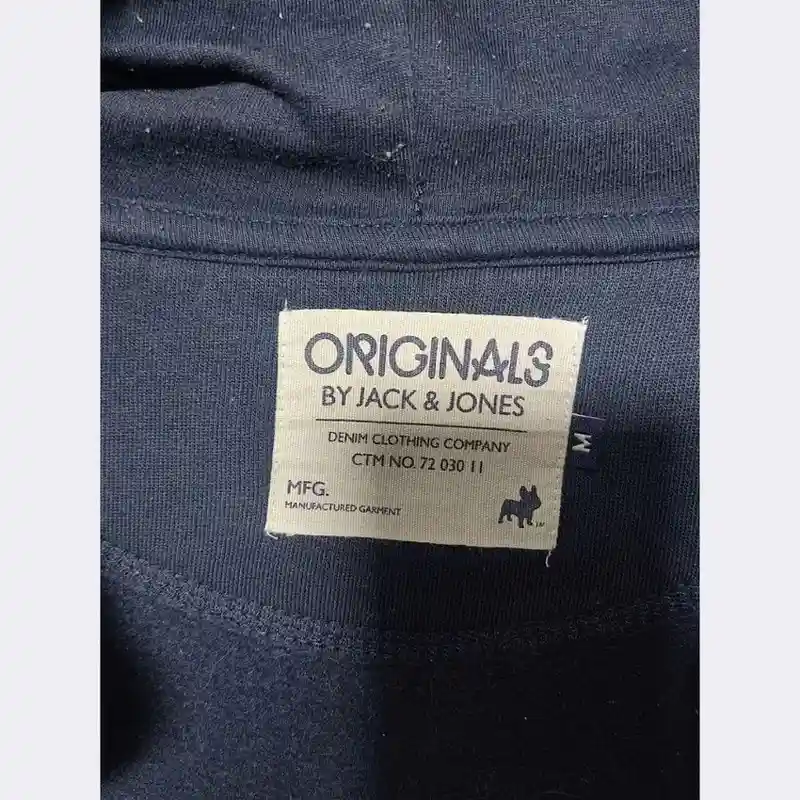 ORIGINALS
BY JACK & JONES
DENIM CLOTHING COMPANY
CTM NO. 72 030 11
MFG.
MANUFACTURED GARMENT
M